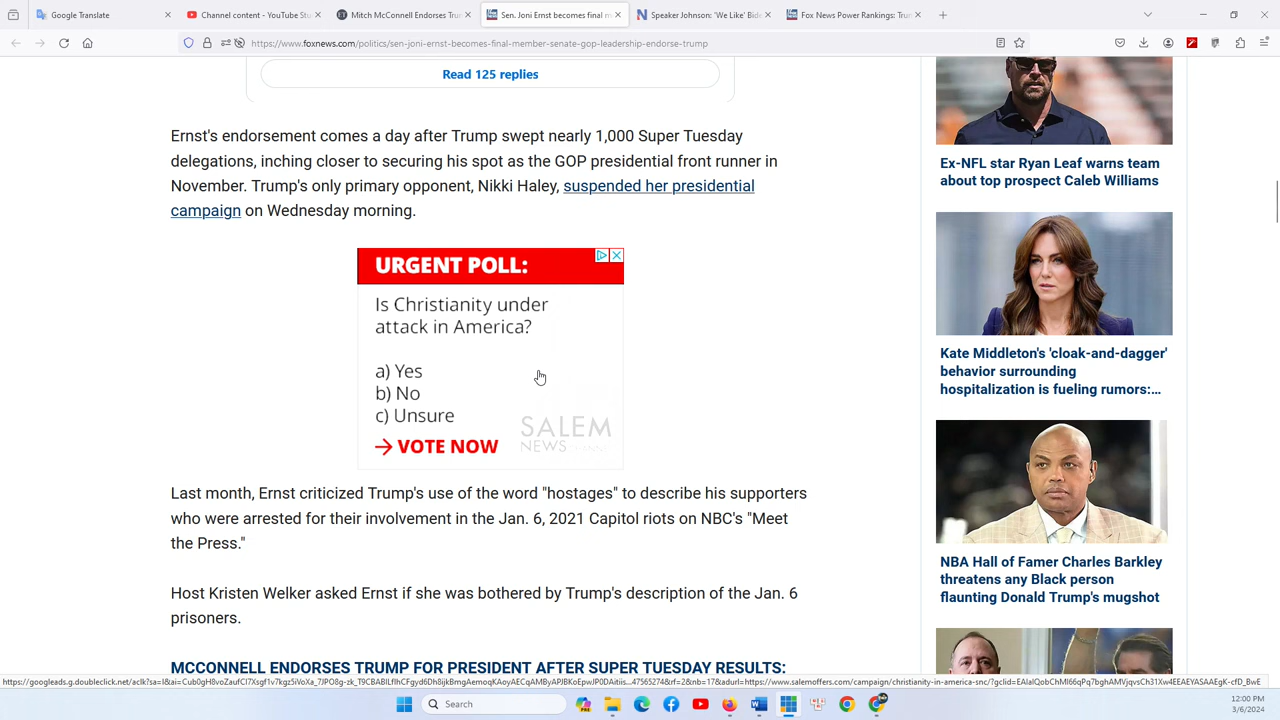 Google Translate
Channel content - YouTube Stu
Mitch McConnell Endorses Trum
Sen. Joni Ernst becomes final m
Speaker Johnson: 'We Like' Bid
Fox News Power Rankings: Trum
https://www.foxnews.com/politics/sen-joni-ernst-become-final-member-senate-gop-leadership-endorse-trump
Read 125 replies
Ernst's endorsement comes a day after Trump swept nearly 1,000 Super Tuesday
delegations, inching closer to securing his spot as the GOP presidential front runner in
November. Trump's only primary opponent, Nikki Haley, suspended her presidential
campaign on Wednesday morning.
URGENT POLL:
Is Christianity under
attack in America?
a) Yes
b) No
c) Unsure
→ VOTE NOW
SALEM
NEWS
Last month, Ernst criticized Trump's use of the word "hostages" to describe his supporters
who were arrested for their involvement in the Jan. 6, 2021 Capitol riots on NBC's "Meet
the Press."
Host Kristen Welker asked Ernst if she was bothered by Trump's description of the Jan. 6
prisoners.
MCCONNELL ENDORSES TRUMP FOR PRESIDENT AFTER SUPER TUESDAY RESULTS:
Ex-NFL star Ryan Leaf warns team
about top prospect Caleb Williams
Kate Middleton's 'cloak-and-dagger'
behavior surrounding
hospitalization is fueling rumors:...
NBA Hall of Famer Charles Barkley
threatens any Black person
flaunting Donald Trump's mugshot
Search
12:00 PM
3/6/2024